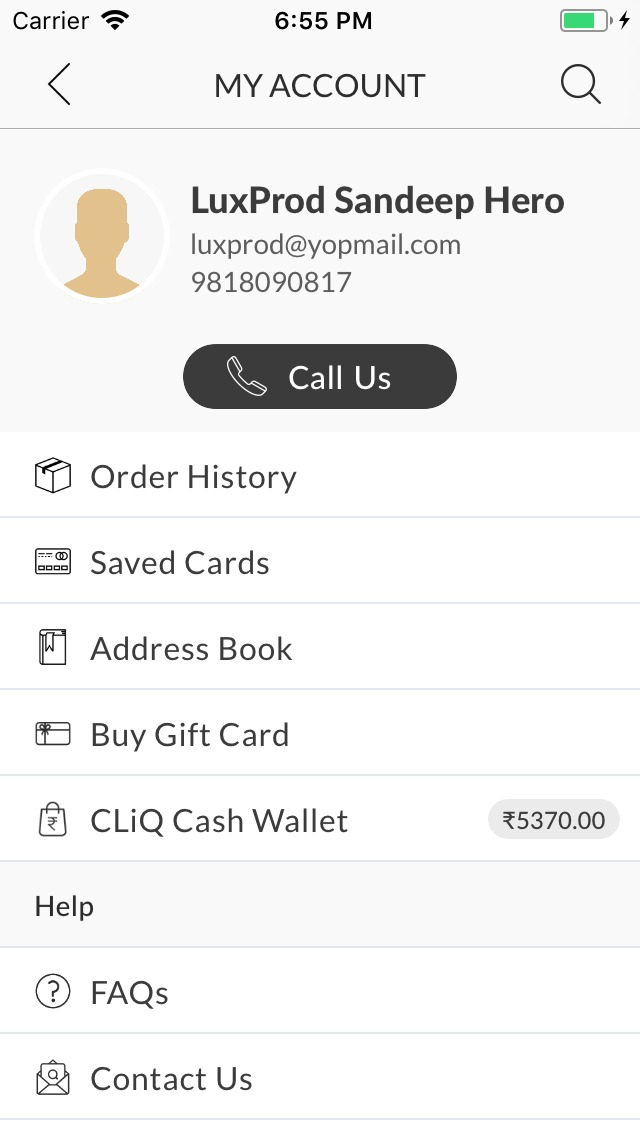 Carrier 6:55 PM
MY ACCOUNT
LuxProd Sandeep Hero
luxprod@yopmail.com
9818090817
Call Us
Order History
Saved Cards
Address Book
Buy Gift Card
CLiQ Cash Wallet ₹5370.00
Help
FAQs
Contact Us